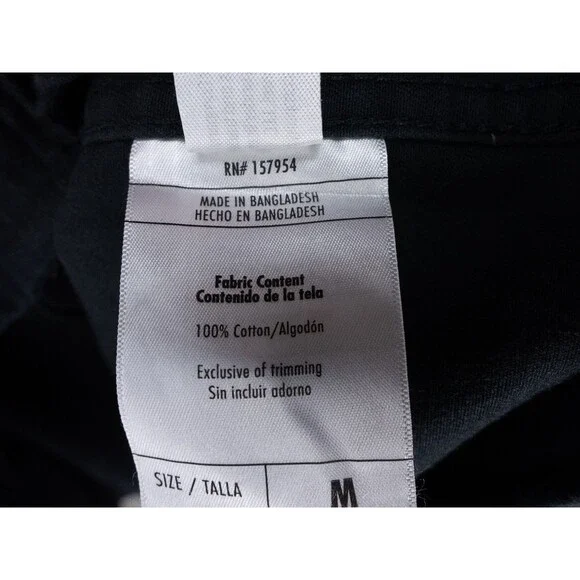 RN# 157954
MADE IN BANGLADESH
HECHO EN BANGLADESH
Fabric Content
Contenido de la tela
100% Cotton/Algodón
Exclusive of trimming
Sin incluir adorno
SIZE / TALLA M